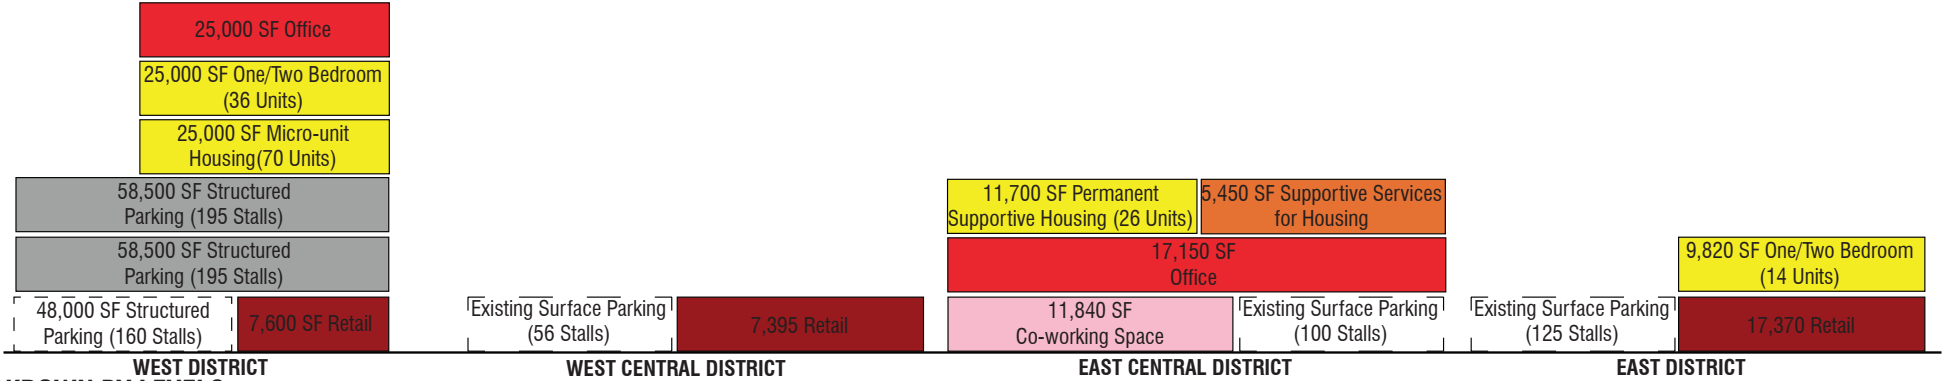 25,000 SF Office
25,000 SF One/Two Bedroom
(36 Units)
25,000 SF Micro-unit
Housing(70 Units)
58,500 SF Structured
Parking (195 Stalls)
58,500 SF Structured
Parking (195 Stalls)
48,000 SF Structured
Parking (160 Stalls)
7,600 SF Retail
WEST DISTRICT
Existing Surface Parking
(56 Stalls)
7,395 Retail
WEST CENTRAL DISTRICT
11,700 SF Permanent
Supportive Housing (26 Units)
5,450 SF Supportive Services
for Housing
17,150 SF
Office
11,840 SF
Co-working Space
Existing Surface Parking
(100 Stalls)
EAST CENTRAL DISTRICT
9,820 SF One/Two Bedroom
(14 Units)
Existing Surface Parking
(125 Stalls)
17,370 Retail
EAST DISTRICT